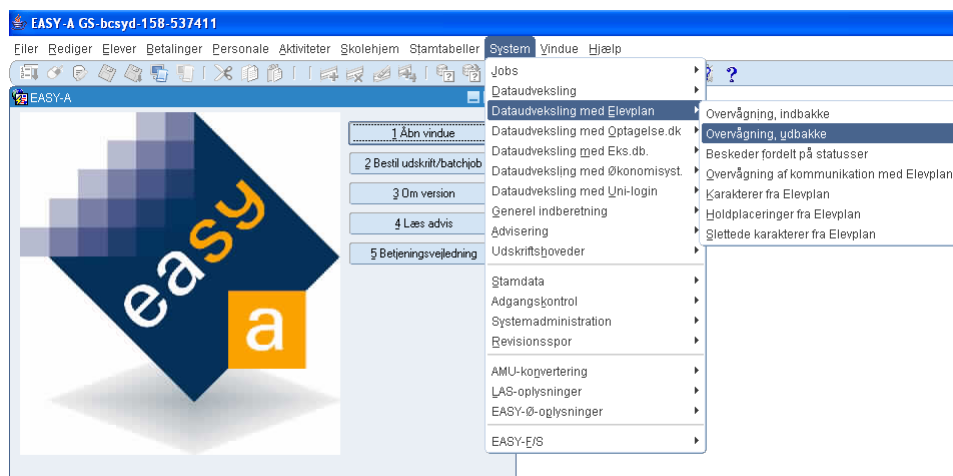 EASY-A GS-bcsyd-158-537411
Filer Rediger Elever Betalinger Personale Aktiviteter Skolehjem Stamtabeller System Vindue Hjælp
EASY-A
1 Åbn vindue
2 Bestil udskrift/batchjob
3 Om version
4 Læs advis
5 Betjeningsvejledning
easy
a
Jobs
Dataudveksling
Dataudveksling med Elevplan
Dataudveksling med Optagelse.dk
Dataudveksling med Eks.db.
Dataudveksling med Økonomisyst.
Dataudveksling med Uni-login
Generel indberetning
Advisering
Udskriftshoveder
Stamdata
Adgangskontrol
Systemadministration
Revisionsspor
AMU-konvertering
LAS-oplysninger
EASY-Ø-oplysninger
EASY-F/S
Overvågning, indbakke
Overvågning, udbakke
Beskeder fordelt på statusser
Overvågning af kommunikation med Elevplan
Karakterer fra Elevplan
Holdplaceringer fra Elevplan
Slettede karakterer fra Elevplan